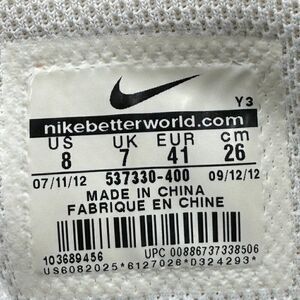 Y3
nikebetterworld.com/
US UK EUR cm
8 7 41 26
07/11/12 537330-400 09/12/12
MADE IN CHINA
FABRIQUE EN CHINE
103689456 UPC 00886737338506
US6082025*6127026*D324293*